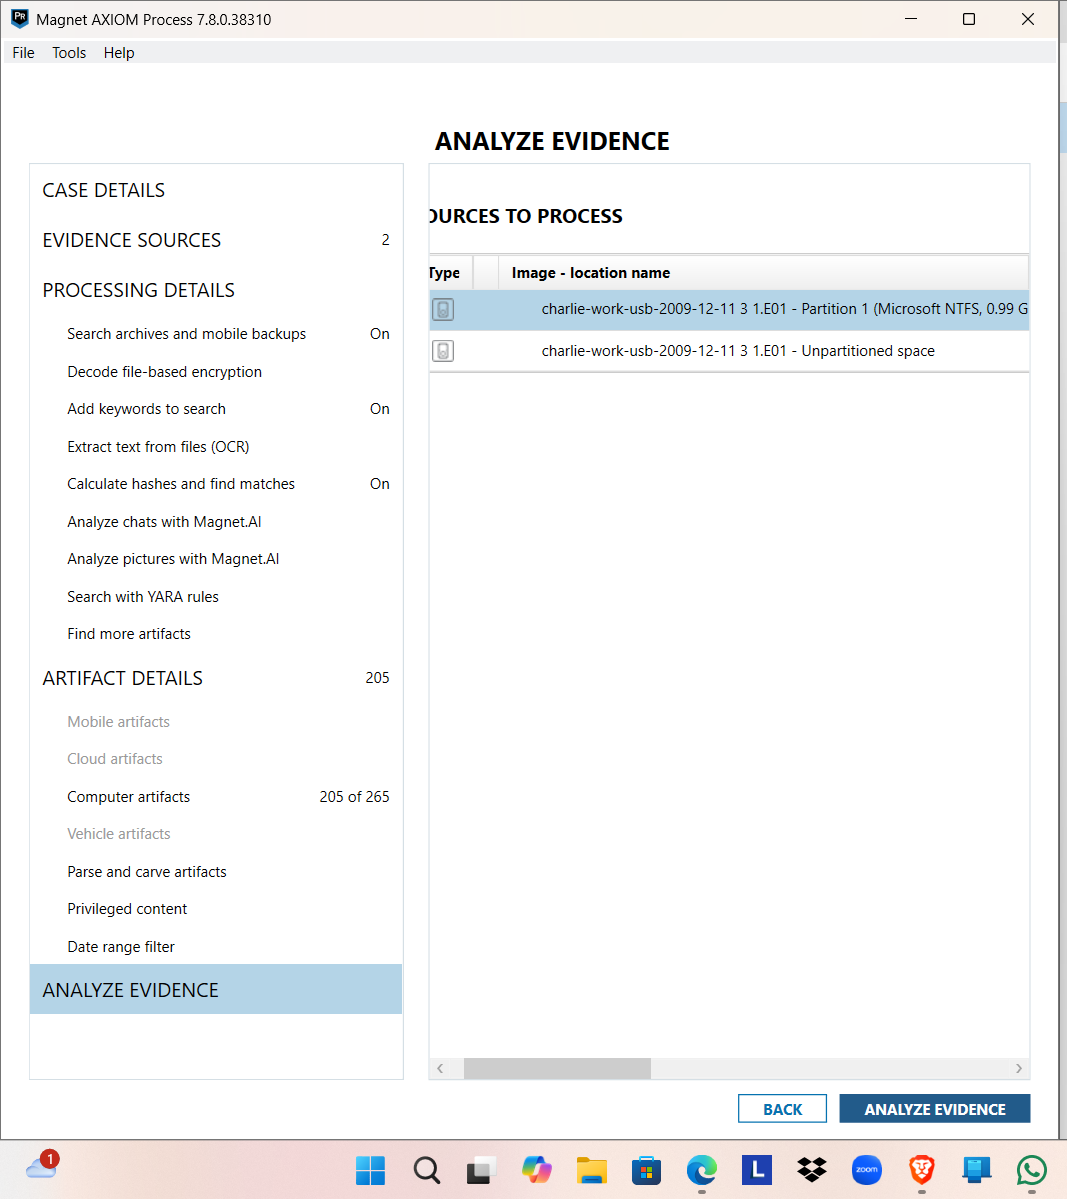 PR Magnet AXIOM Process 7.8.0.38310
File Tools Help
ANALYZE EVIDENCE
CASE DETAILS
EVIDENCE SOURCES 2
PROCESSING DETAILS
Search archives and mobile backups On
Decode file-based encryption
Add keywords to search On
Extract text from files (OCR)
Calculate hashes and find matches On
Analyze chats with Magnet.AI
Analyze pictures with Magnet.AI
Search with YARA rules
Find more artifacts
ARTIFACT DETAILS 205
Mobile artifacts
Cloud artifacts
Computer artifacts 205 of 265
Vehicle artifacts
Parse and carve artifacts
Privileged content
Date range filter
ANALYZE EVIDENCE
OURCES TO PROCESS
Type Image - location name
charlie-work-usb-2009-12-11 3 1.E01 - Partition 1 (Microsoft NTFS, 0.99 G
charlie-work-usb-2009-12-11 3 1.E01 - Unpartitioned space
BACK ANALYZE EVIDENCE
1 L zoom